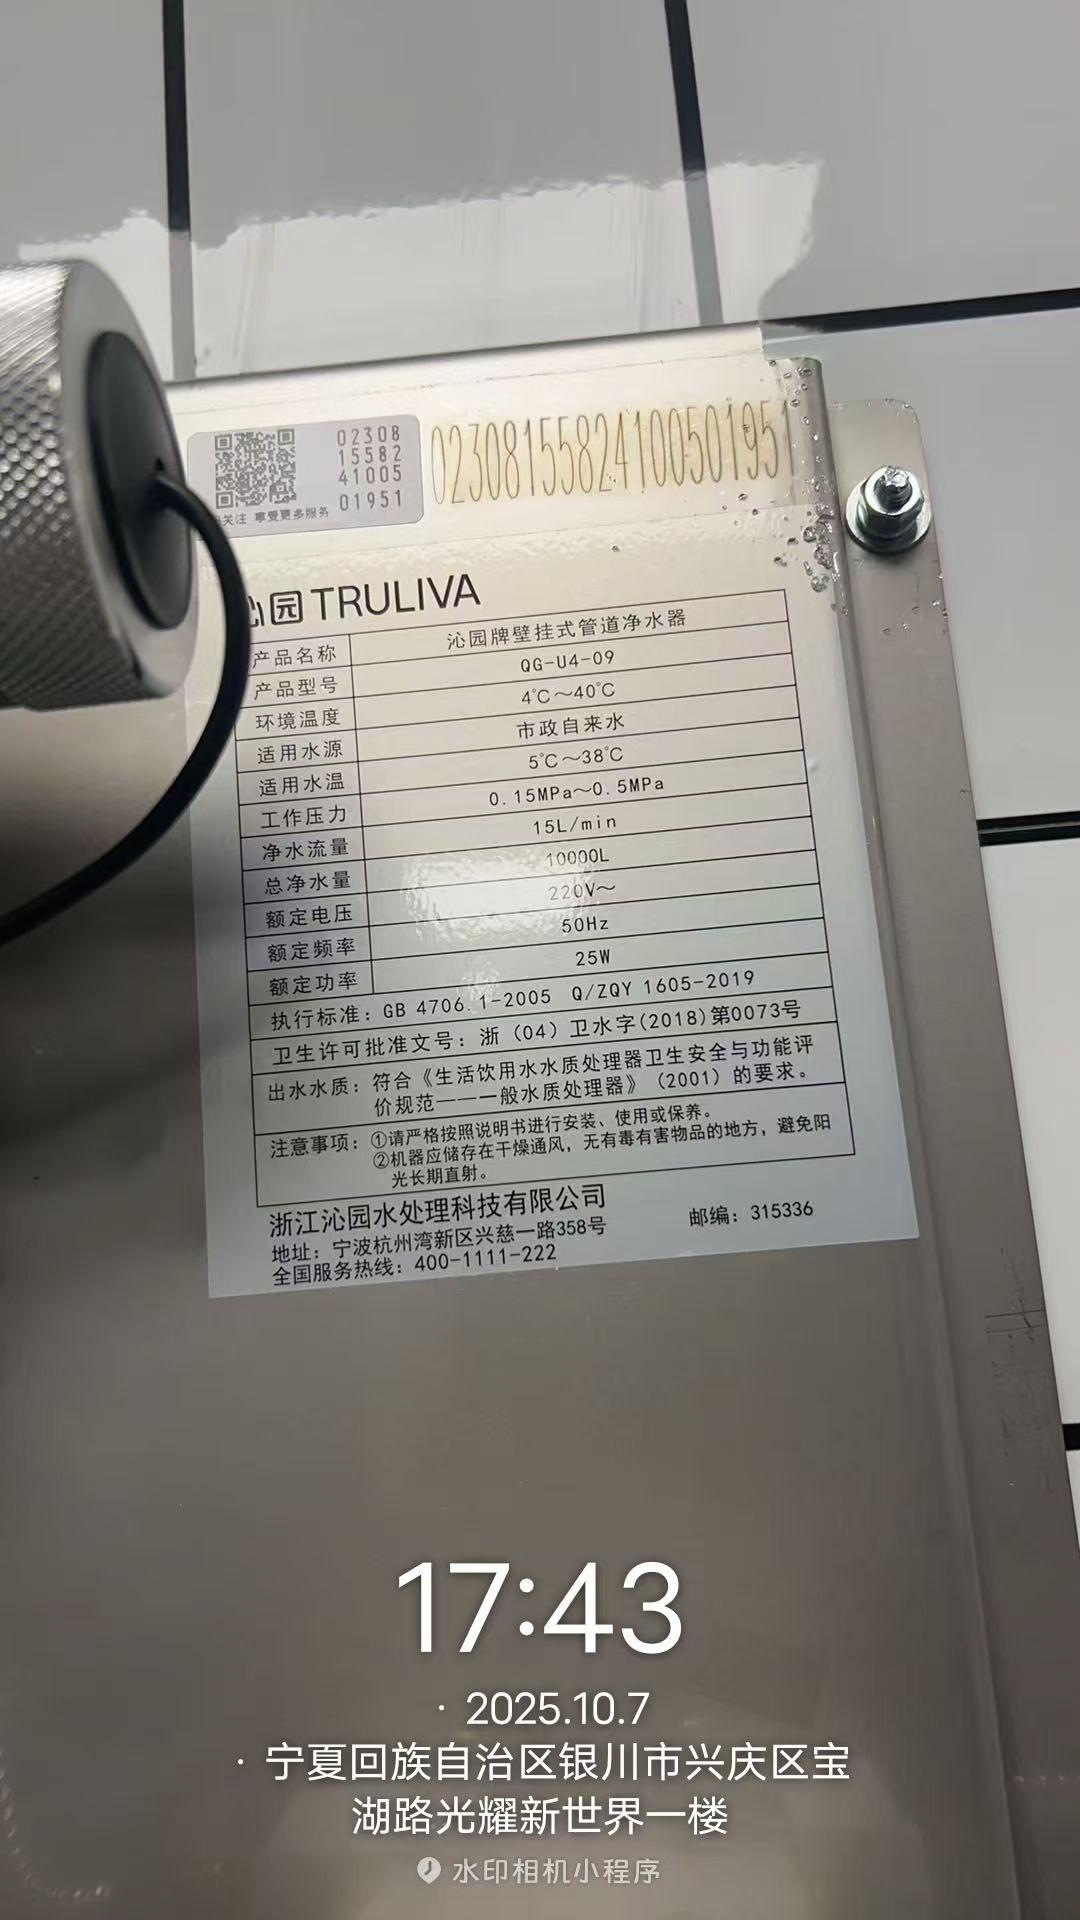 02308
15582
41005
01951
关注 享受更多服务
02308155824100501951
沁园 TRULIVA
产品名称 沁园牌壁挂式管道净水器
产品型号 QG-U4-09
环境温度 4℃～40℃
适用水源 市政自来水
适用水温 5℃～38℃
工作压力 0.15MPa～0.5MPa
净水流量 15L/min
总净水量 10000L
额定电压 220V～
额定频率 50Hz
额定功率 25W
执行标准：GB 4706.1-2005 Q/ZQY 1605-2019
卫生许可批准文号：浙（04）卫水字(2018)第0073号
出水水质：符合《生活饮用水水质处理器卫生安全与功能评
价规范——一般水质处理器》（2001）的要求。
注意事项：①请严格按照说明书进行安装、使用或保养。
②机器应储存在干燥通风，无有毒有害物品的地方，避免阳
光长期直射。
浙江沁园水处理科技有限公司
地址：宁波杭州湾新区兴慈一路358号 邮编：315336
全国服务热线：400-1111-222
17:43
· 2025.10.7
· 宁夏回族自治区银川市兴庆区宝
湖路光耀新世界一楼
水印相机小程序